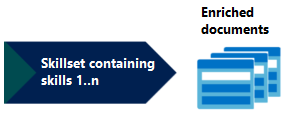 Enriched
documents
Skillset containing
skills 1..n